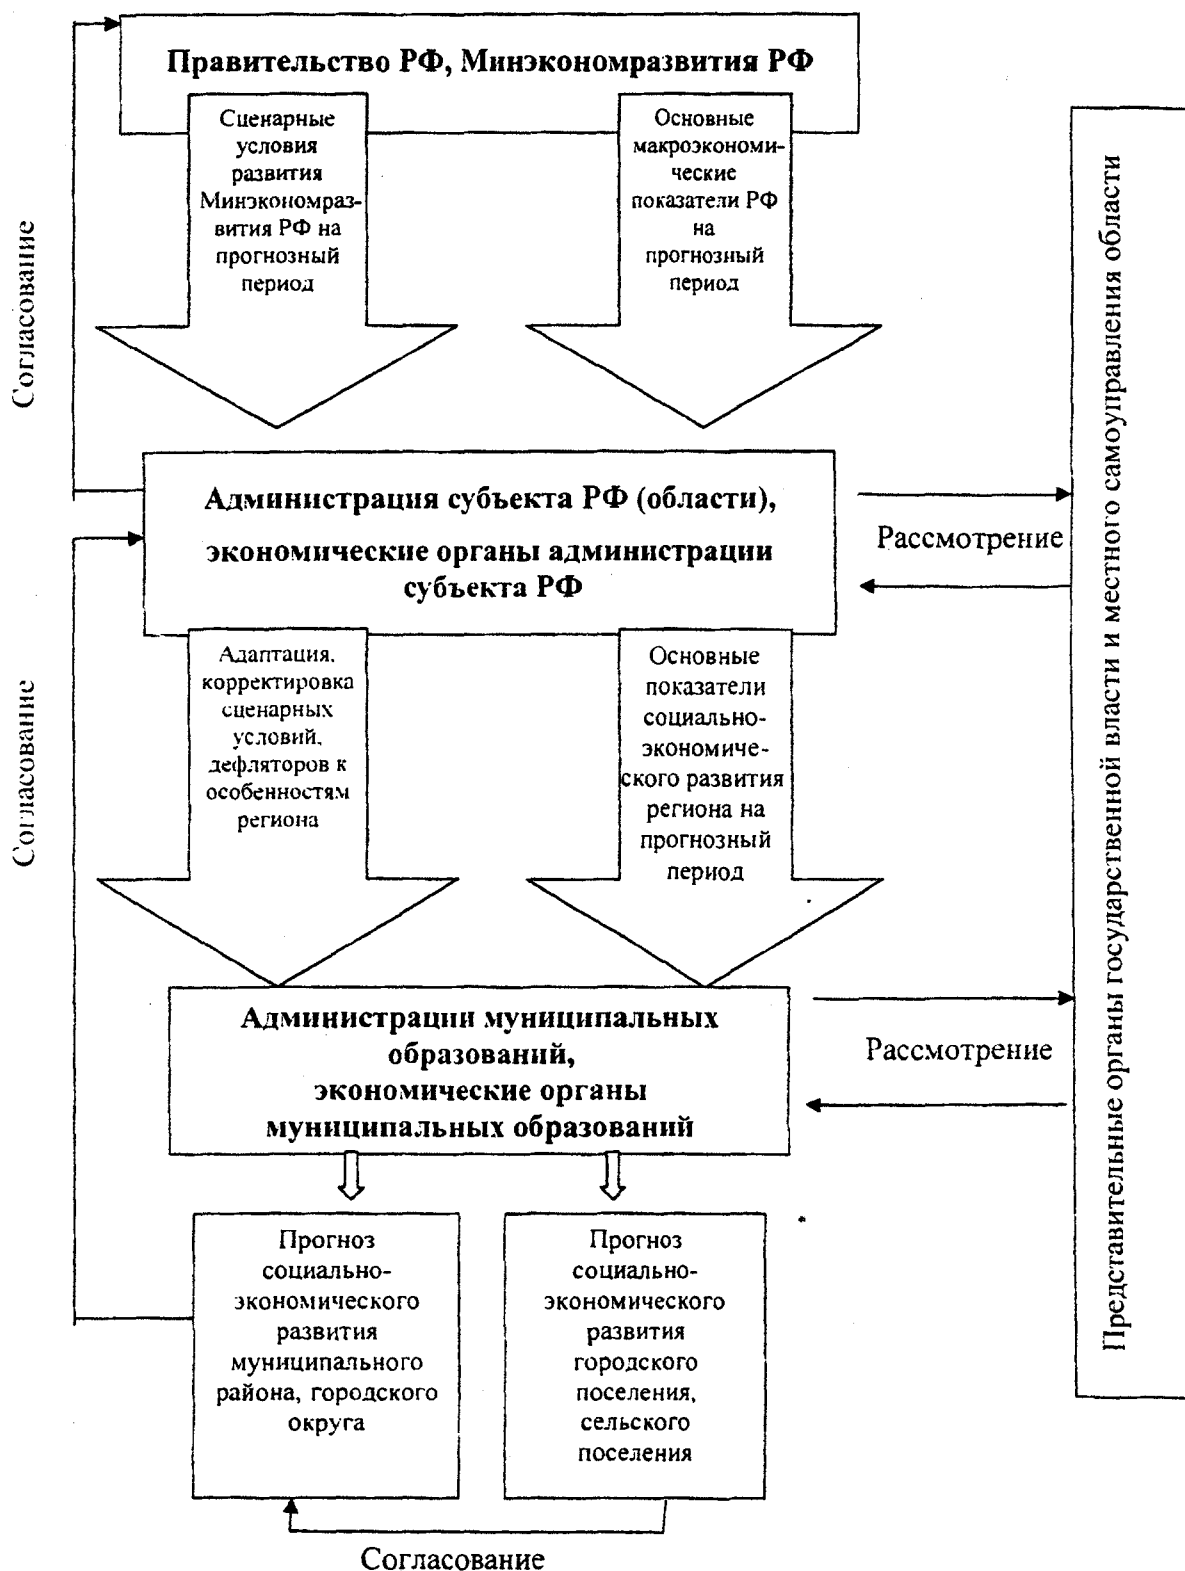 Правительство РФ, Минэкономразвития РФ
Сценарные
условия
развития
Минэкономраз-
вития РФ на
прогнозный
период
Основные
макроэкономи-
ческие
показатели РФ
на
прогнозный
период
Согласование
Администрация субъекта РФ (области),
экономические органы администрации
субъекта РФ
Рассмотрение
Представительные органы государственной власти и местного самоуправления области
Адаптация,
корректировка
сценарных
условий,
дефляторов к
особенностям
региона
Основные
показатели
социально-
экономиче-
ского развития
региона на
прогнозный
период
Согласование
Администрации муниципальных
образований,
экономические органы
муниципальных образований
Рассмотрение
Прогноз
социально-
экономического
развития
муниципального
района, городского
округа
Прогноз
социально-
экономического
развития
городского
поселения,
сельского
поселения
Согласование